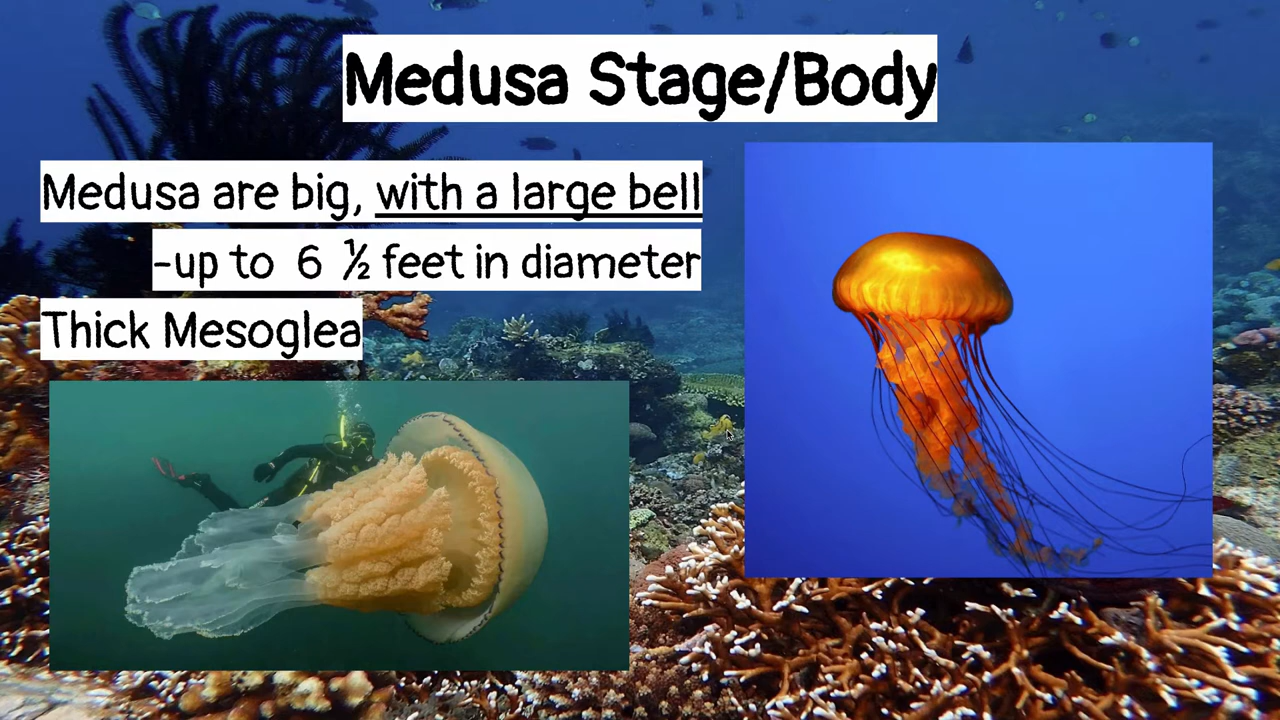 Medusa Stage/Body
Medusa are big, with a large bell
-up to 6 ½ feet in diameter
Thick Mesoglea